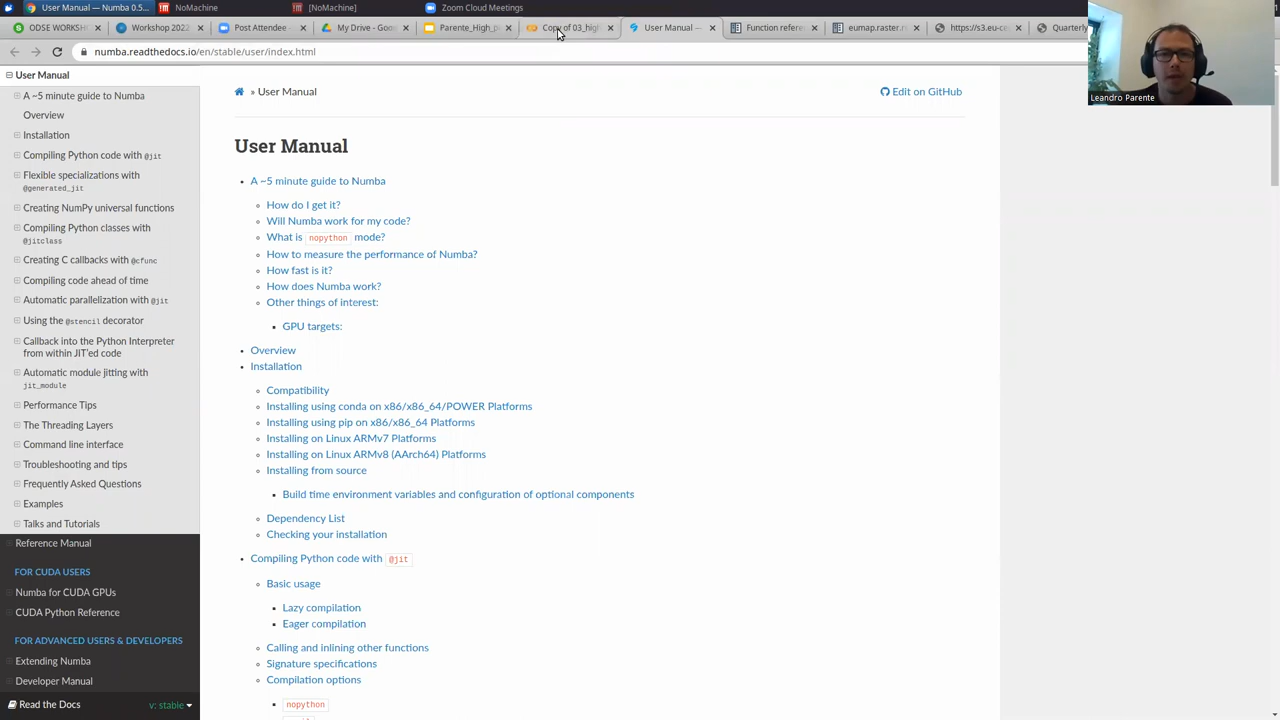 User Manual — Numba 0.5...
NoMachine
[NoMachine]
Zoom Cloud Meetings
ODSE WORKSH
Workshop 2022
Post Attendee -
My Drive - Goo
Parente_High_p
Copy of 03_high
User Manual —
Function refere
eumap.raster.r
https://s3.eu-ce
Quarterly
numba.readthedocs.io/en/stable/user/index.html
User Manual
A ~5 minute guide to Numba
Overview
Installation
Compiling Python code with @jit
Flexible specializations with
@generated_jit
Creating NumPy universal functions
Compiling Python classes with
@jitclass
Creating C callbacks with @cfunc
Compiling code ahead of time
Automatic parallelization with @jit
Using the @stencil decorator
Callback into the Python Interpreter
from within JIT'ed code
Automatic module jitting with
jit_module
Performance Tips
The Threading Layers
Command line interface
Troubleshooting and tips
Frequently Asked Questions
Examples
Talks and Tutorials
Reference Manual
FOR CUDA USERS
Numba for CUDA GPUs
CUDA Python Reference
FOR ADVANCED USERS & DEVELOPERS
Extending Numba
Developer Manual
Read the Docs
v: stable
» User Manual
Edit on GitHub
User Manual
A ~5 minute guide to Numba
How do I get it?
Will Numba work for my code?
What is nopython mode?
How to measure the performance of Numba?
How fast is it?
How does Numba work?
Other things of interest:
GPU targets:
Overview
Installation
Compatibility
Installing using conda on x86/x86_64/POWER Platforms
Installing using pip on x86/x86_64 Platforms
Installing on Linux ARMv7 Platforms
Installing on Linux ARMv8 (AArch64) Platforms
Installing from source
Build time environment variables and configuration of optional components
Dependency List
Checking your installation
Compiling Python code with @jit
Basic usage
Lazy compilation
Eager compilation
Calling and inlining other functions
Signature specifications
Compilation options
nopython
Leandro Parente